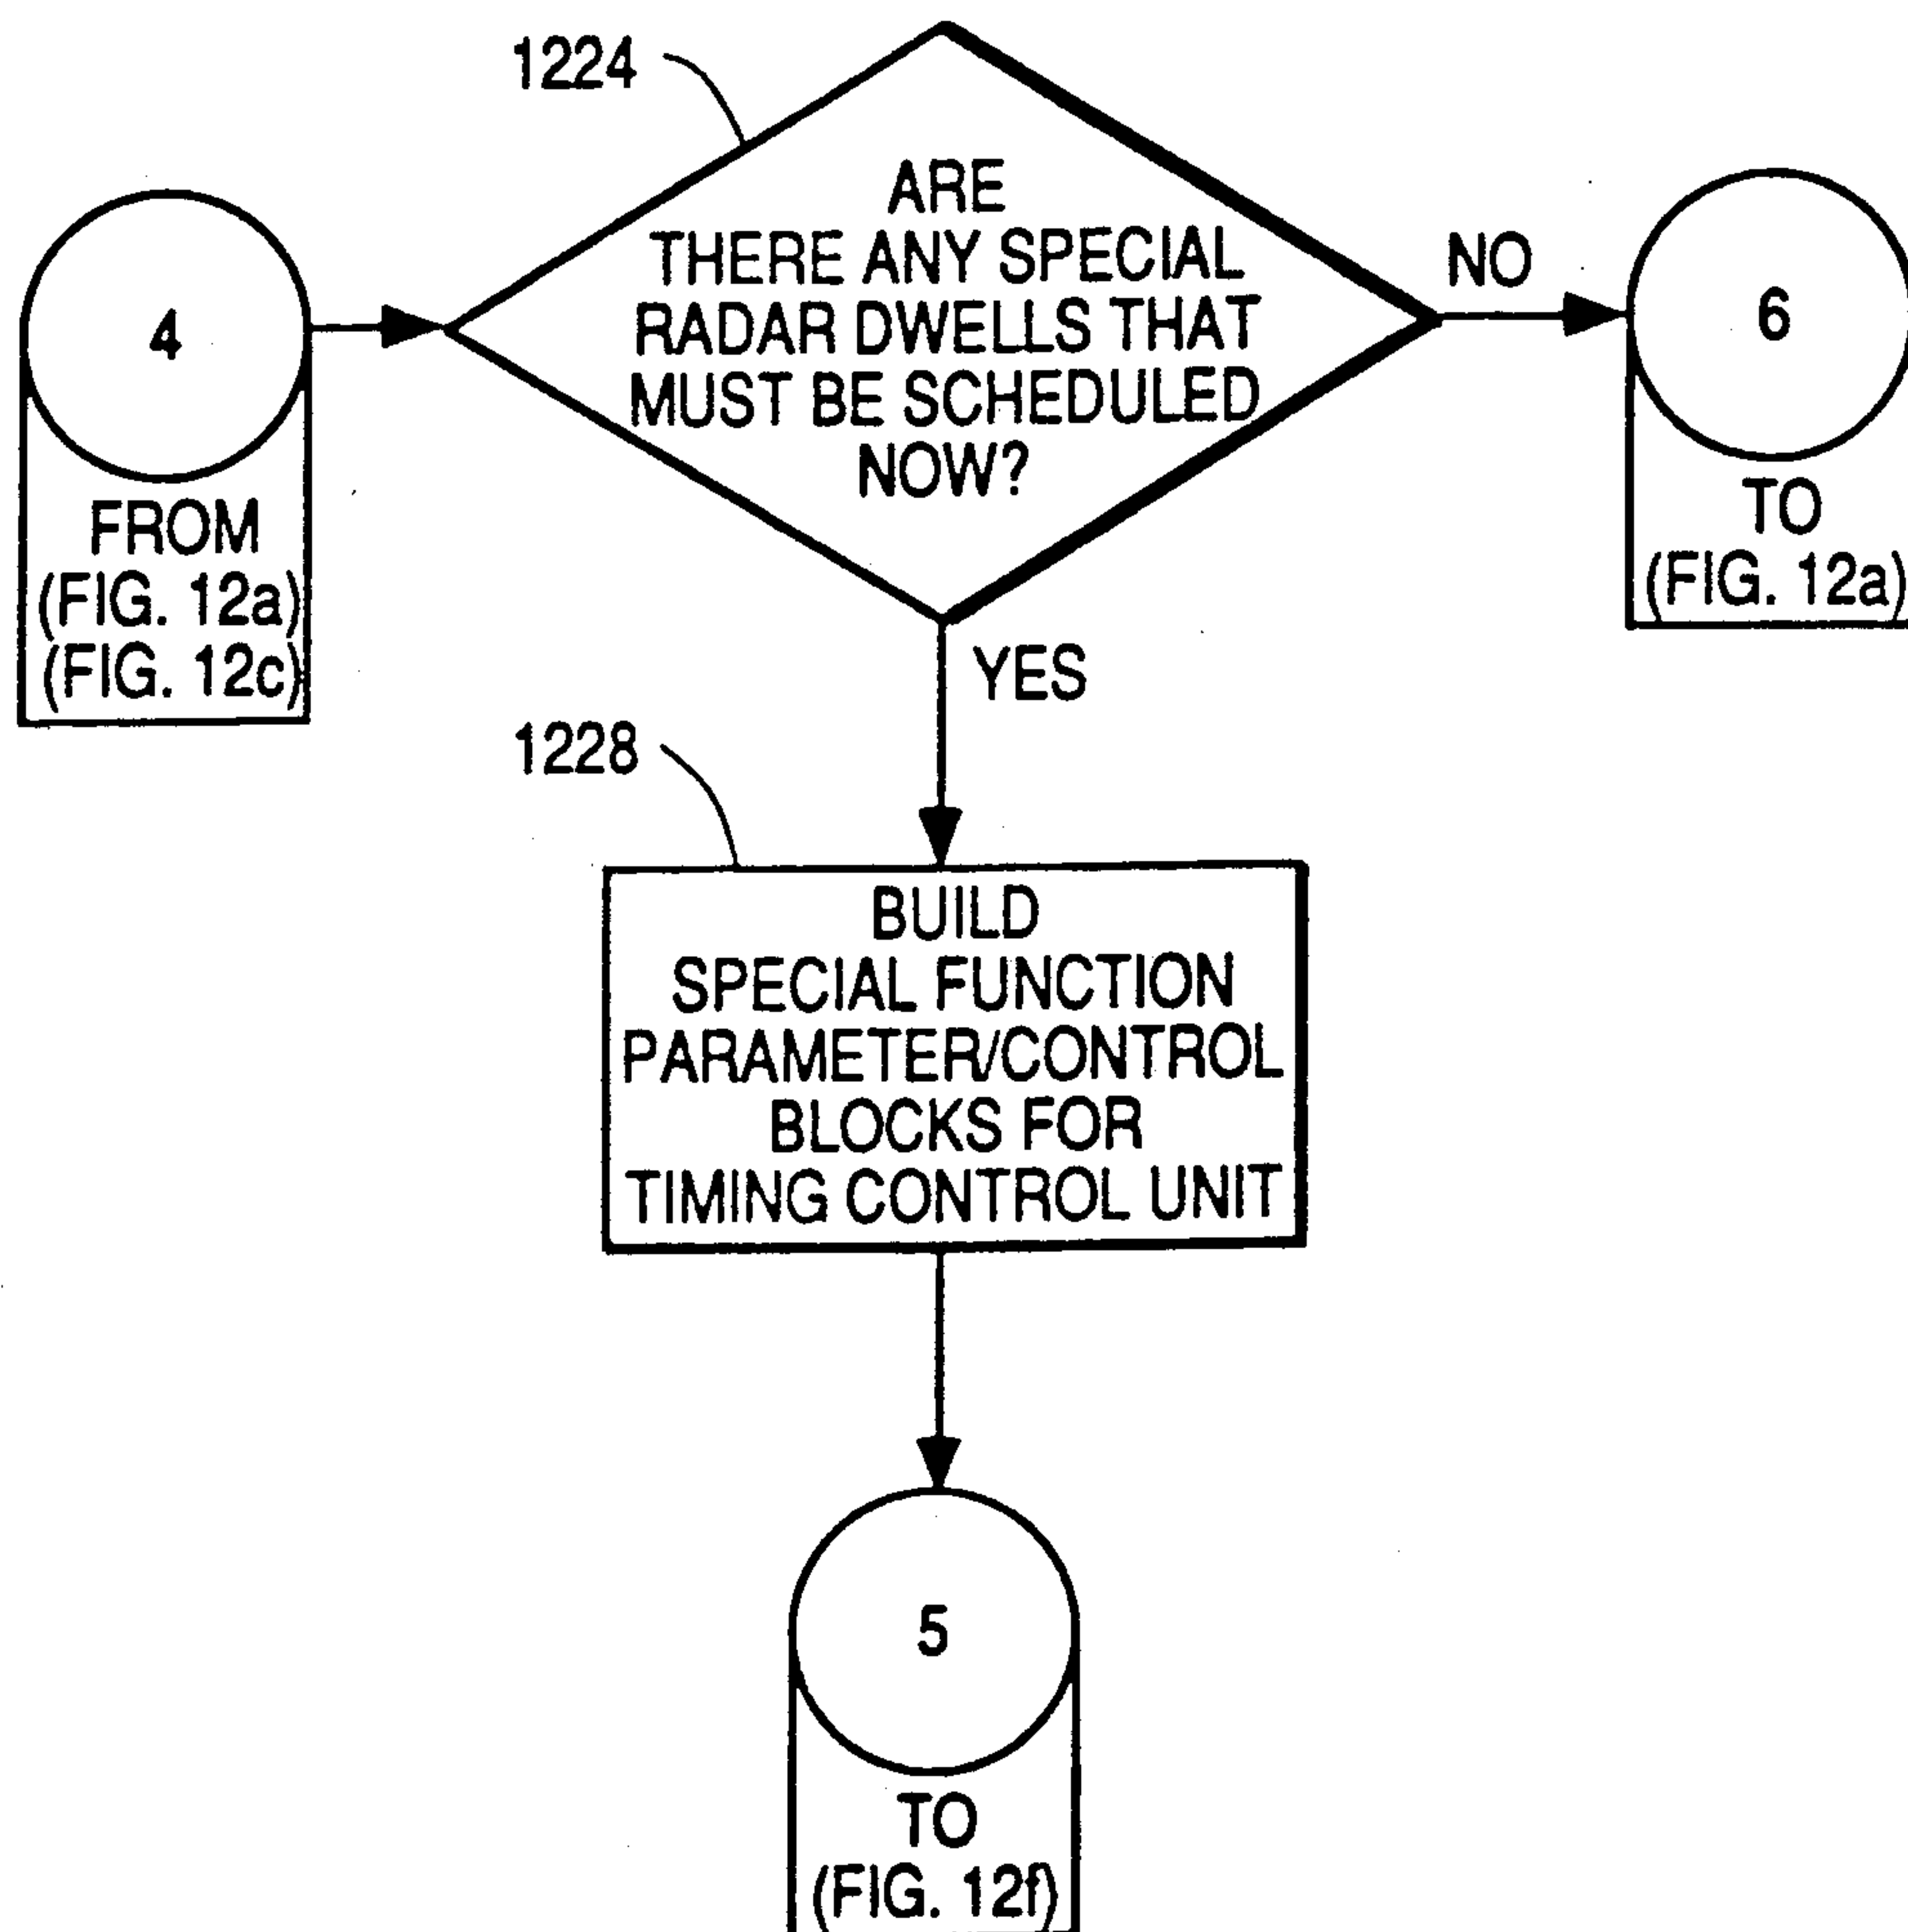 1224
ARE
THERE ANY SPECIAL
RADAR DWELLS THAT
MUST BE SCHEDULED
NOW?
4
FROM
(FIG. 12a)
(FIG. 12c)
NO
6
TO
(FIG. 12a)
YES
1228
BUILD
SPECIAL FUNCTION
PARAMETER/CONTROL
BLOCKS FOR
TIMING CONTROL UNIT
5
TO
(FIG. 12f)